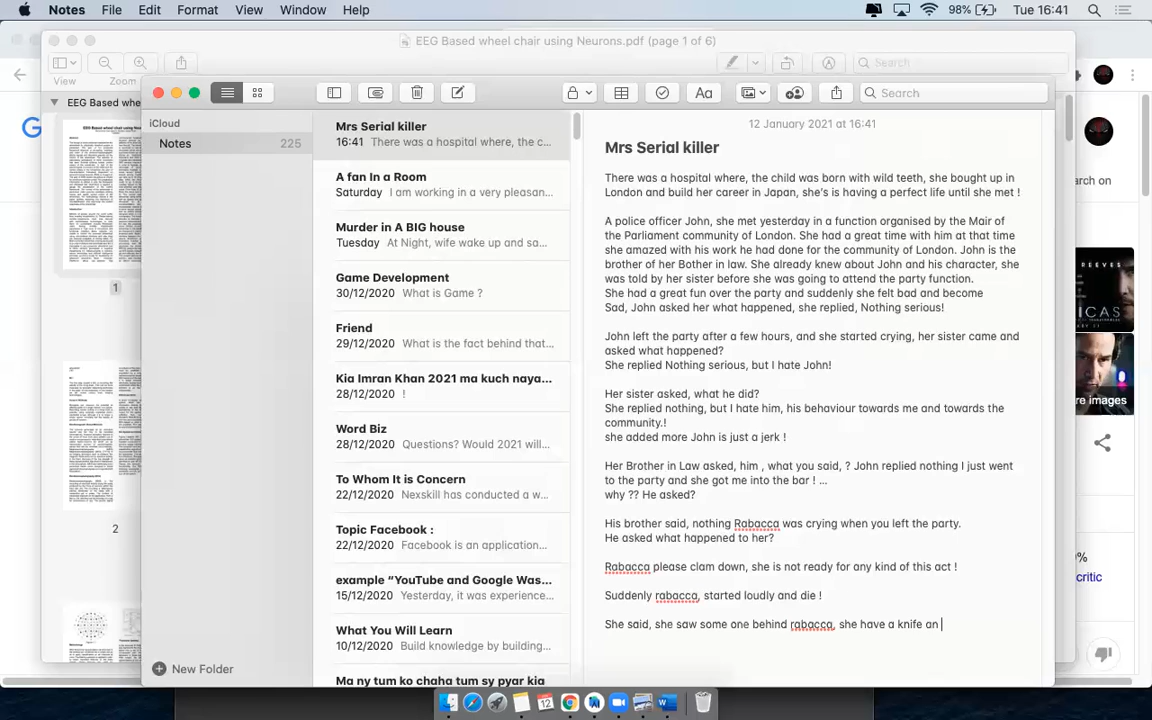 Notes File Edit Format View Window Help
98% Tue 16:41
EEG Based wheel chair using Neurons.pdf (page 1 of 6)
View
Zoom
Search
EEG Based whe
1
2
Search
iCloud
Notes 225
New Folder
Mrs Serial killer
16:41 There was a hospital where, the c...
A fan In a Room
Saturday I am working in a very pleasan...
Murder in A BIG house
Tuesday At Night, wife wake up and sa...
Game Development
30/12/2020 What is Game ?
Friend
29/12/2020 What is the fact behind that...
Kia Imran Khan 2021 ma kuch naya...
28/12/2020 !
Word Biz
28/12/2020 Questions? Would 2021 will...
To Whom It is Concern
22/12/2020 Nexskill has conducted a w...
Topic Facebook :
22/12/2020 Facebook is an application...
example “YouTube and Google Was...
15/12/2020 Yesterday, it was experience...
What You Will Learn
10/12/2020 Build knowledge by building...
Ma ny tum ko chaha tum sy pyar kia
12 January 2021 at 16:41
Mrs Serial killer
There was a hospital where, the child was born with wild teeth, she bought up in
London and build her career in Japan, she’s is having a perfect life until she met !
A police officer John, she met yesterday in a function organised by the Mair of
the Parliament community of London. She had a great time with him at that time
she amazed with his work he had done for the community of London. John is the
brother of her Bother in law. She already knew about John and his character, she
was told by her sister before she was going to attend the party function.
She had a great fun over the party and suddenly she felt bad and become
Sad, John asked her what happened, she replied, Nothing serious!
John left the party after a few hours, and she started crying, her sister came and
asked what happened?
She replied Nothing serious, but I hate John!
Her sister asked, what he did?
She replied nothing, but I hate him, his behaviour towards me and towards the
community.!
she added more John is just a jerk !
Her Brother in Law asked, him , what you said, ? John replied nothing I just went
to the party and she got me into the bar ! ...
why ?? He asked?
His brother said, nothing Rabacca was crying when you left the party.
He asked what happened to her?
Rabacca please clam down, she is not ready for any kind of this act !
Suddenly rabacca, started loudly and die !
She said, she saw some one behind rabacca, she have a knife an
arch on
REEVES
ICAS
re images
%
critic
12